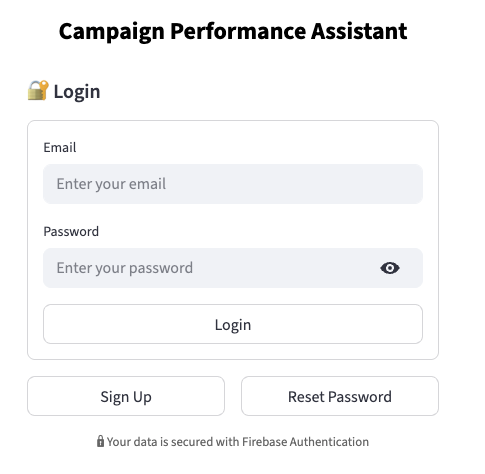 Campaign Performance Assistant
🔐 Login
Email
Enter your email
Password
Enter your password
Login
Sign Up
Reset Password
🔒 Your data is secured with Firebase Authentication